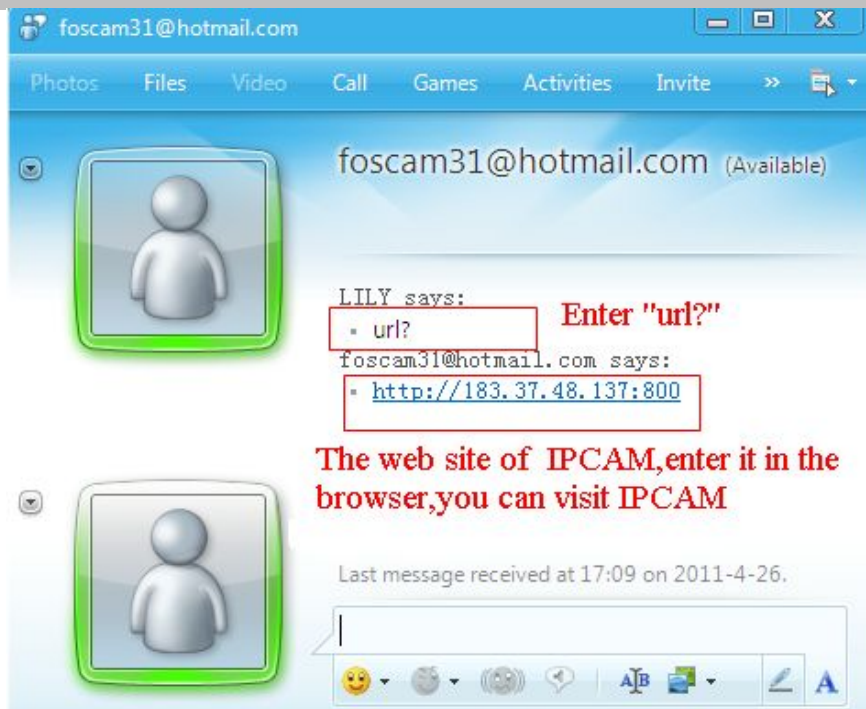 foscam31@hotmail.com
Photos Files Video Call Games Activities Invite »
foscam31@hotmail.com (Available)
LILY says:
url?
Enter "url?"
foscam31@hotmail.com says:
http://183.37.48.137:800
The web site of IPCAM,enter it in the
browser,you can visit IPCAM
Last message received at 17:09 on 2011-4-26.
A B
A